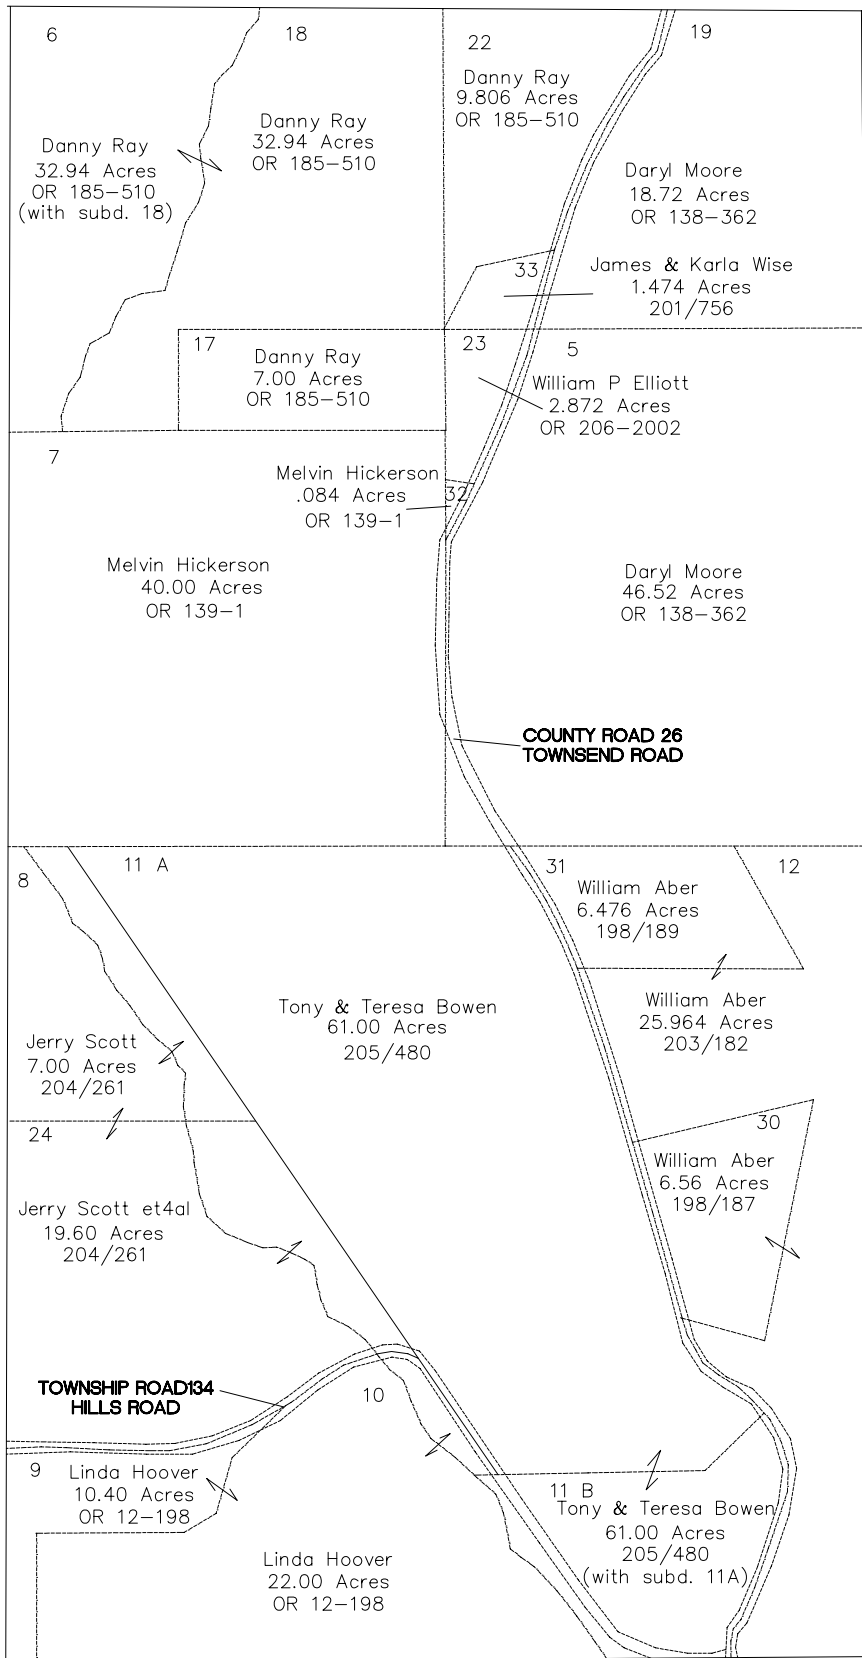 6
18
22
19
Danny Ray
9.806 Acres
OR 185-510
Danny Ray
32.94 Acres
OR 185-510
(with subd. 18)
Danny Ray
32.94 Acres
OR 185-510
Daryl Moore
18.72 Acres
OR 138-362
33
James & Karla Wise
1.474 Acres
201/756
17
Danny Ray
7.00 Acres
OR 185-510
23
5
William P Elliott
2.872 Acres
OR 206-2002
7
Melvin Hickerson
.084 Acres
OR 139-1
32
Melvin Hickerson
40.00 Acres
OR 139-1
Daryl Moore
46.52 Acres
OR 138-362
COUNTY ROAD 26
TOWNSEND ROAD
8
11 A
31
12
William Aber
6.476 Acres
198/189
Tony & Teresa Bowen
61.00 Acres
205/480
William Aber
25.964 Acres
203/182
Jerry Scott
7.00 Acres
204/261
24
30
William Aber
6.56 Acres
198/187
Jerry Scott et4al
19.60 Acres
204/261
TOWNSHIP ROAD134
HILLS ROAD
10
9
Linda Hoover
10.40 Acres
OR 12-198
11 B
Tony & Teresa Bowen
61.00 Acres
205/480
(with subd. 11A)
Linda Hoover
22.00 Acres
OR 12-198